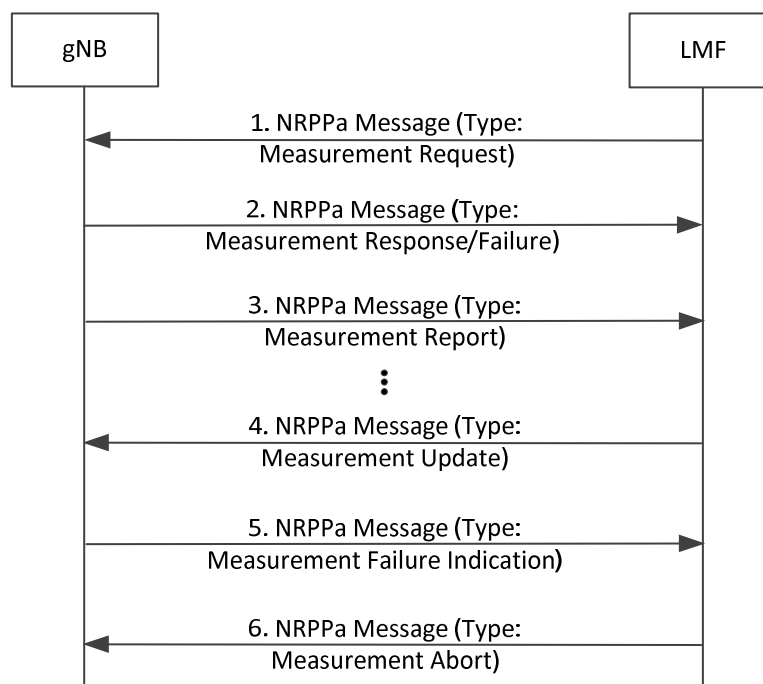 gNB
LMF
1. NRPPa Message (Type:
Measurement Request)
2. NRPPa Message (Type:
Measurement Response/Failure)
3. NRPPa Message (Type:
Measurement Report)
4. NRPPa Message (Type:
Measurement Update)
5. NRPPa Message (Type:
Measurement Failure Indication)
6. NRPPa Message (Type:
Measurement Abort)